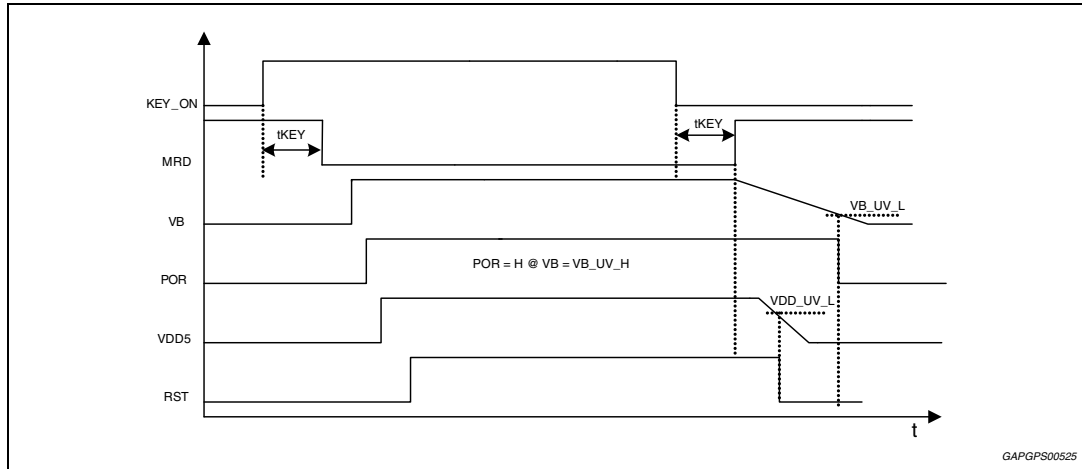 KEY_ON
tKEY
tKEY
MRD
VB_UV_L
VB
POR = H @ VB = VB_UV_H
POR
VDD_UV_L
VDD5
RST
t
GAPGPS00525